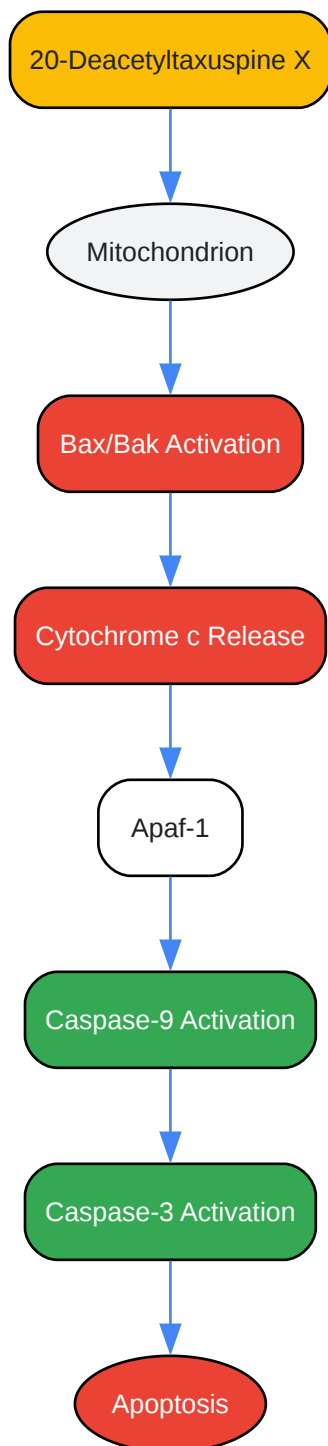 20-Deacetyltaxuspine X
Mitochondrion
Bax/Bak Activation
Cytochrome c Release
Apaf-1
Caspase-9 Activation
Caspase-3 Activation
Apoptosis